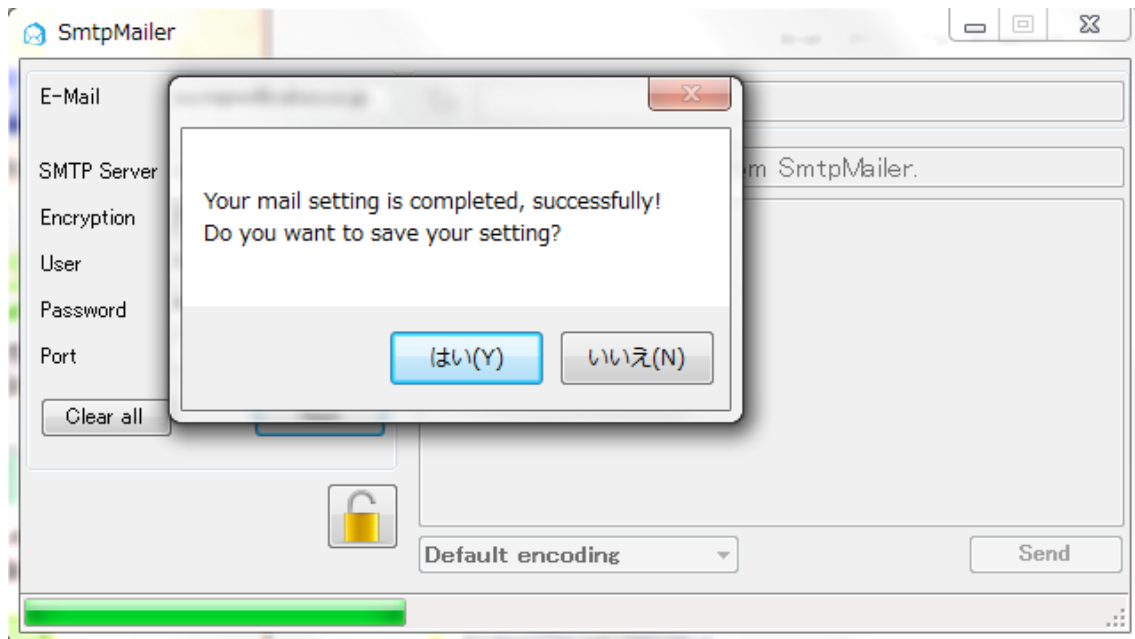 SmtpMailer
E-Mail
SMTP Server
m SmtpMailer.
Encryption
User
Password
Port
Your mail setting is completed, successfully!
Do you want to save your setting?
はい(Y)
いいえ(N)
Clear all
Default encoding
Send